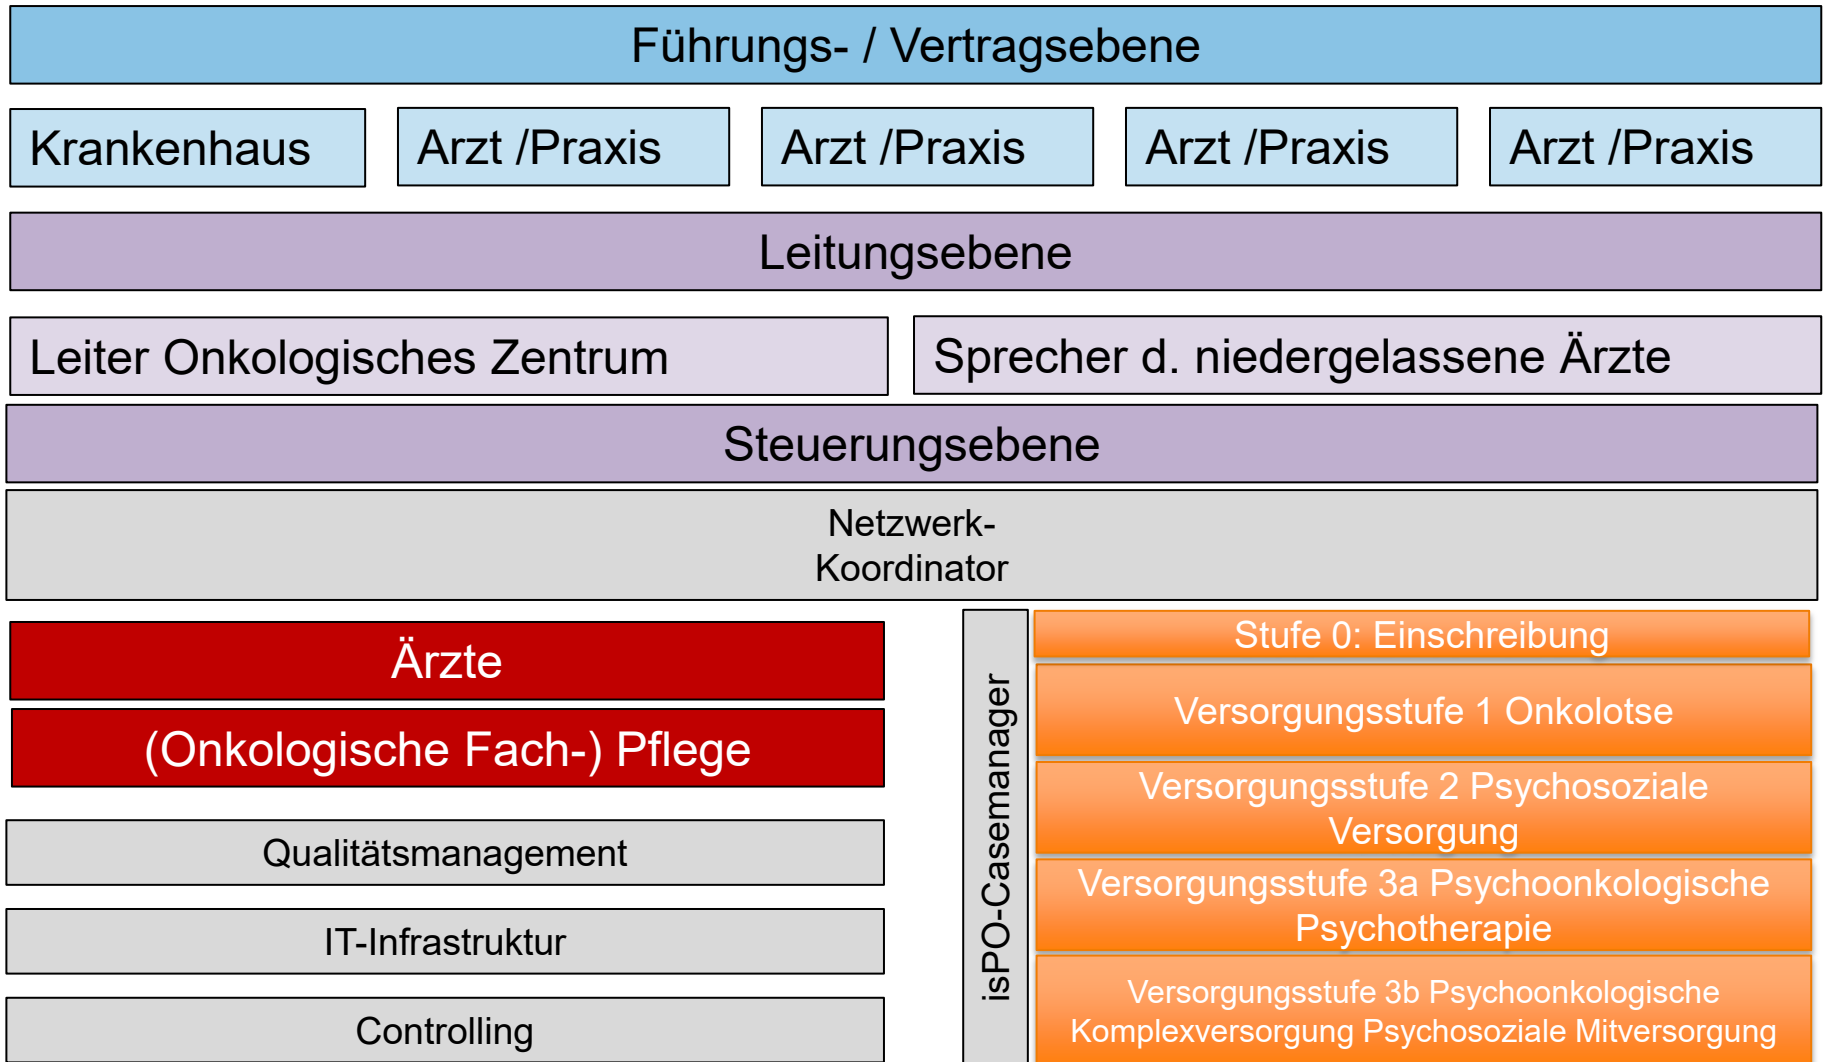 Führungs- / Vertragsebene
Krankenhaus
Arzt /Praxis
Arzt /Praxis
Arzt /Praxis
Arzt /Praxis
Leitungsebene
Leiter Onkologisches Zentrum
Sprecher d. niedergelassene Ärzte
Steuerungsebene
Netzwerk-
Koordinator
Ärzte
(Onkologische Fach-) Pflege
Qualitätsmanagement
IT-Infrastruktur
Controlling
isPO-Casemanager
Stufe 0: Einschreibung
Versorgungsstufe 1 Onkolotse
Versorgungsstufe 2 Psychosoziale
Versorgung
Versorgungsstufe 3a Psychoonkologische
Psychotherapie
Versorgungsstufe 3b Psychoonkologische
Komplexversorgung Psychosoziale Mitversorgung